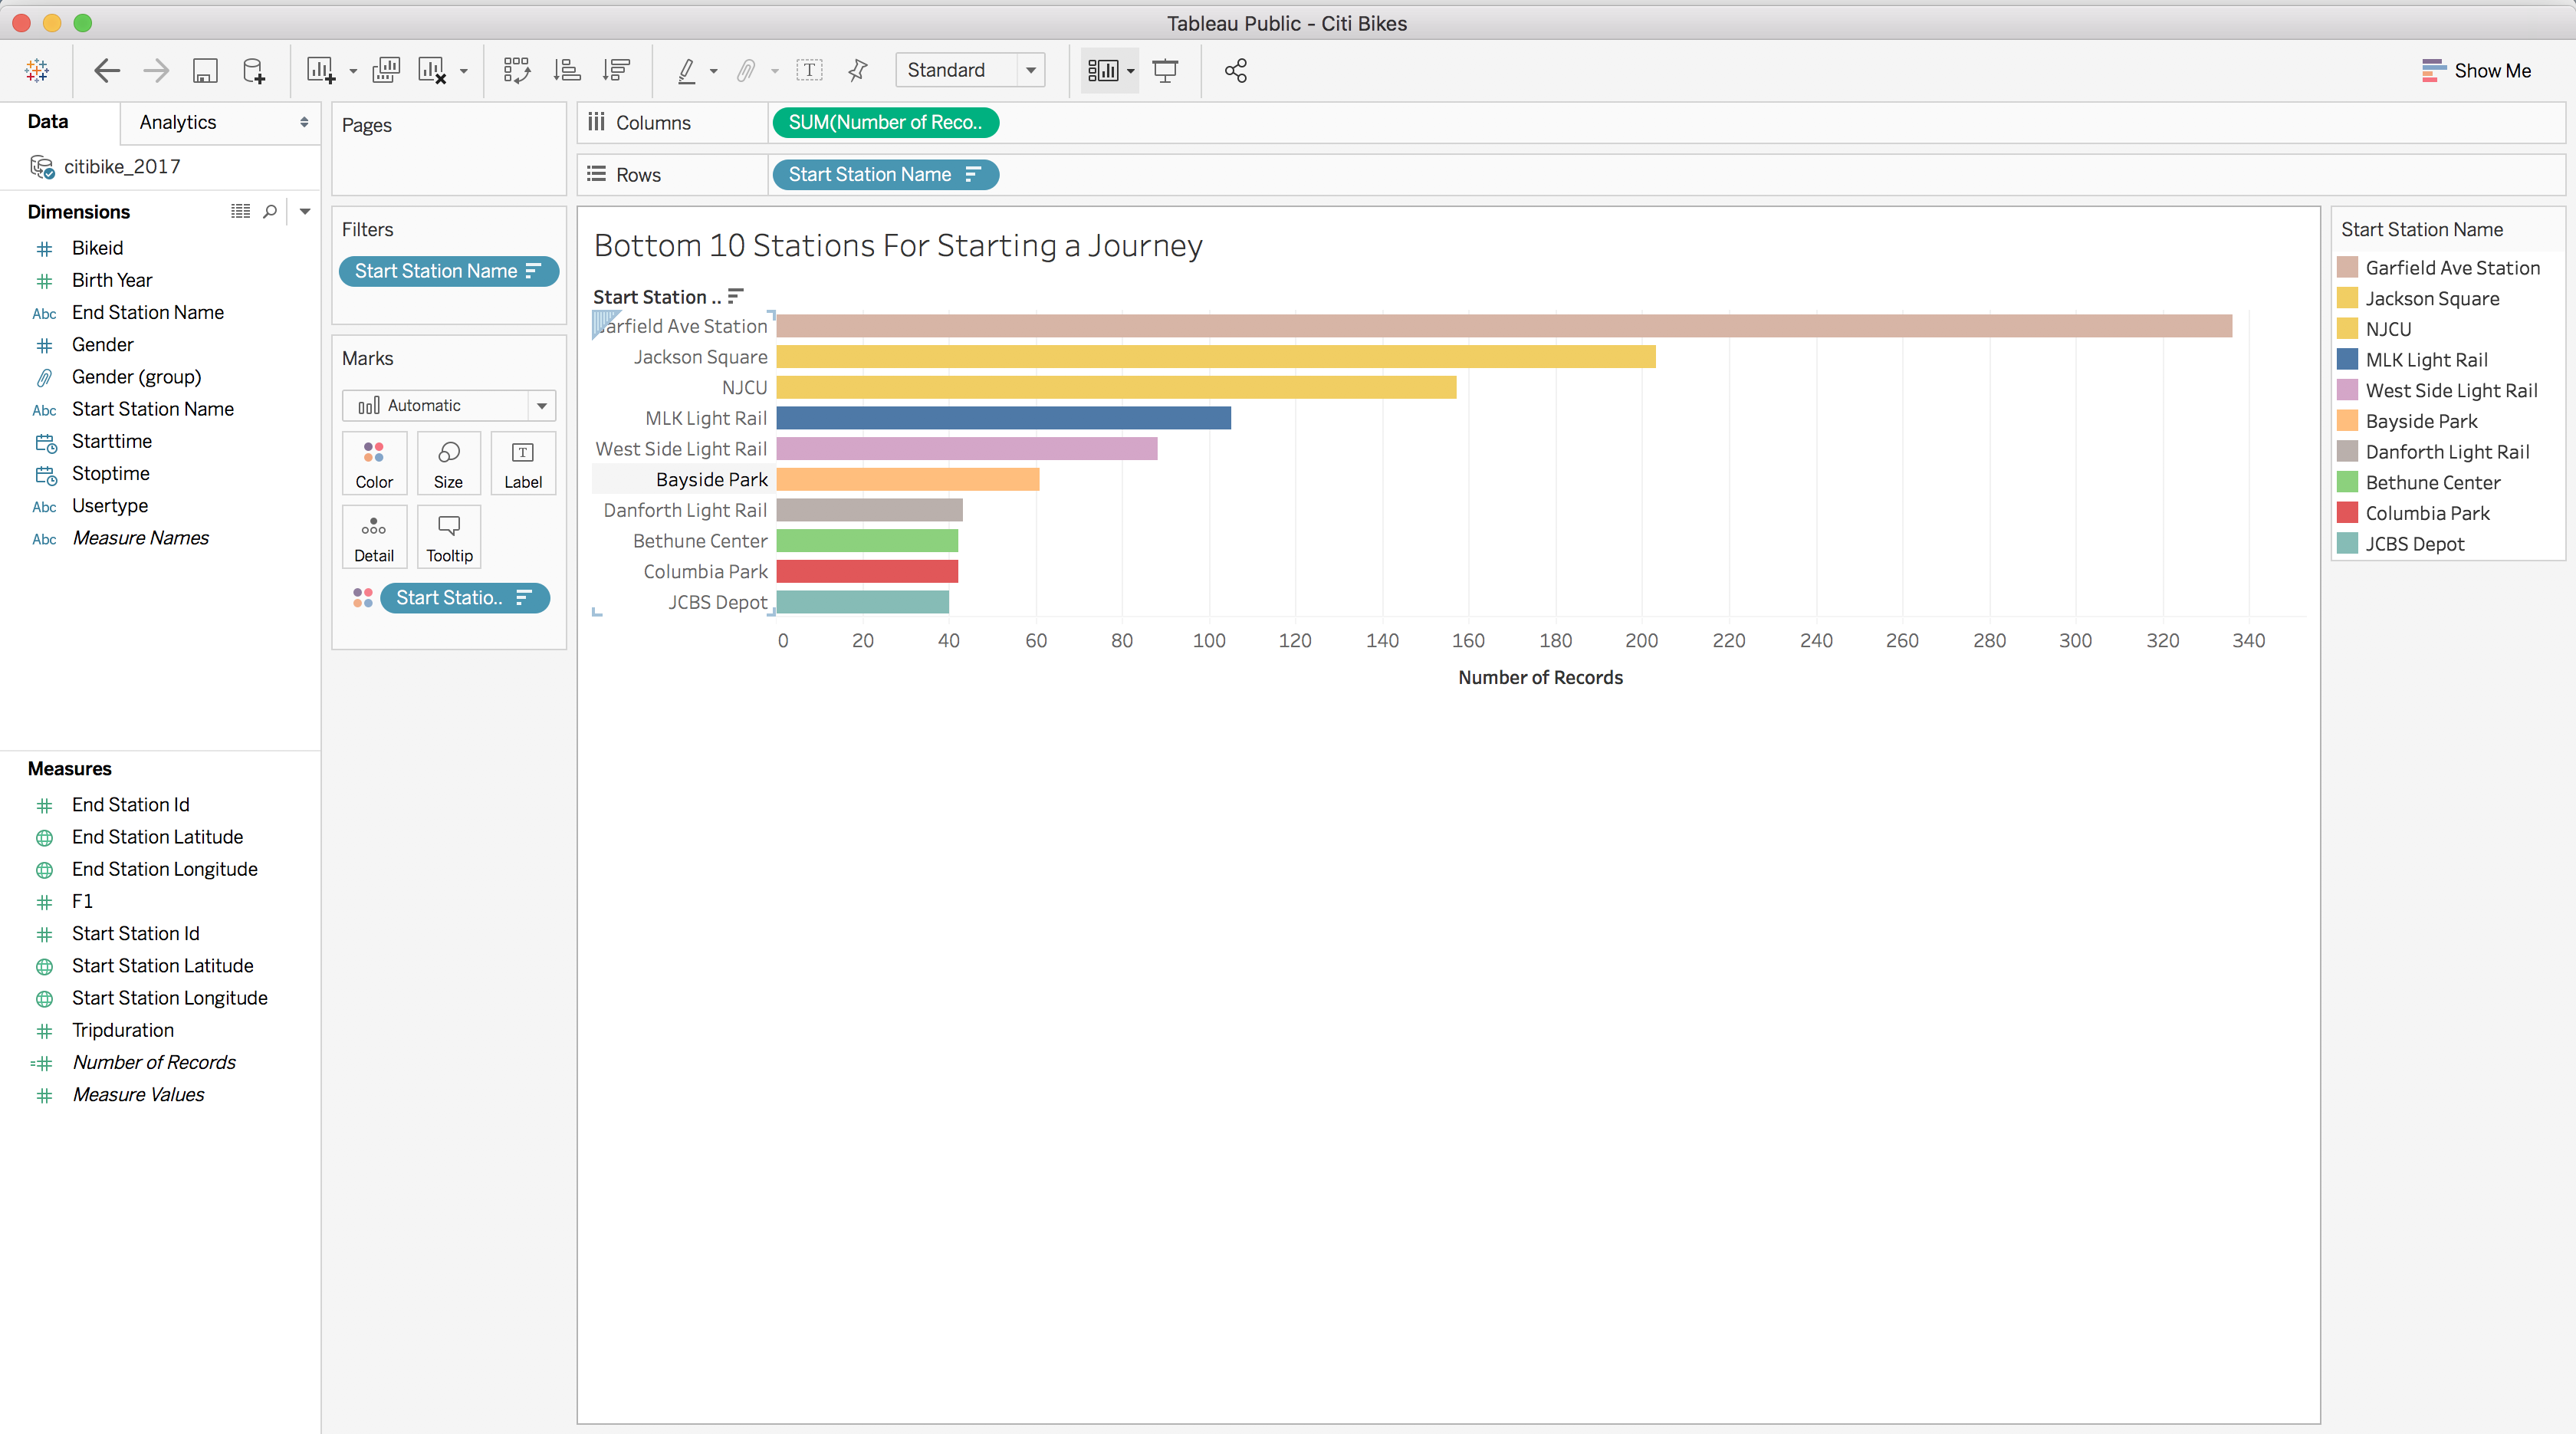 Tableau Public - Citi Bikes
Standard
Show Me
Data
Analytics
citibike_2017
Dimensions
Bikeid
Birth Year
Abc End Station Name
Gender
Gender (group)
Abc Start Station Name
Starttime
Stoptime
Abc Usertype
Abc Measure Names
Measures
End Station Id
End Station Latitude
End Station Longitude
F1
Start Station Id
Start Station Latitude
Start Station Longitude
Tripduration
Number of Records
Measure Values
Pages
Filters
Start Station Name
Marks
Automatic
Color Size Label
Detail Tooltip
Start Statio..
Columns SUM(Number of Reco..
Rows Start Station Name
Bottom 10 Stations For Starting a Journey
Start Station ..
Garfield Ave Station
Jackson Square
NJCU
MLK Light Rail
West Side Light Rail
Bayside Park
Danforth Light Rail
Bethune Center
Columbia Park
JCBS Depot
0 20 40 60 80 100 120 140 160 180 200 220 240 260 280 300 320 340
Number of Records
Start Station Name
Garfield Ave Station
Jackson Square
NJCU
MLK Light Rail
West Side Light Rail
Bayside Park
Danforth Light Rail
Bethune Center
Columbia Park
JCBS Depot